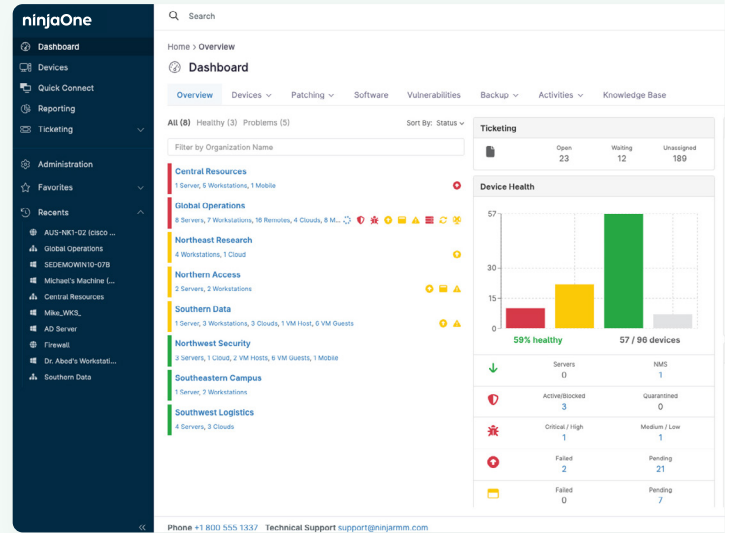 ninjaOne
Search
Dashboard
Devices
Quick Connect
Reporting
Ticketing
Administration
Favorites
Recents
AUS-NK1-02 (cisco ...
Global Operations
SEDEMOWIN10-07B
Michael's Machine (...
Central Resources
Mike_WKS_
AD Server
Firewall
Dr. Abed's Workstati...
Southern Data
Home > Overview
Dashboard
Overview Devices Patching Software Vulnerabilities Backup Activities Knowledge Base
All (8) Healthy (3) Problems (5) Sort By: Status
Filter by Organization Name
Central Resources
1 Server, 5 Workstations, 1 Mobile
Global Operations
6 Servers, 7 Workstations, 16 Remotes, 4 Clouds, 8 M...
Northeast Research
4 Workstations, 1 Cloud
Northern Access
2 Servers, 2 Workstations
Southern Data
1 Server, 3 Workstations, 3 Clouds, 1 VM Host, 6 VM Guests
Northwest Security
3 Servers, 1 Cloud, 2 VM Hosts, 6 VM Guests, 1 Mobile
Southeastern Campus
1 Server, 2 Workstations
Southwest Logistics
4 Servers, 3 Clouds
Ticketing
Open Waiting Unassigned
23 12 189
Device Health
57
30
15
0
59% healthy 57 / 96 devices
Servers NMS
0 1
Active/Blocked Quarantined
3 0
Critical / High Medium / Low
1 1
Failed Pending
2 21
Failed Pending
0 7
Phone +1 800 555 1337 Technical Support support@ninjarmm.com